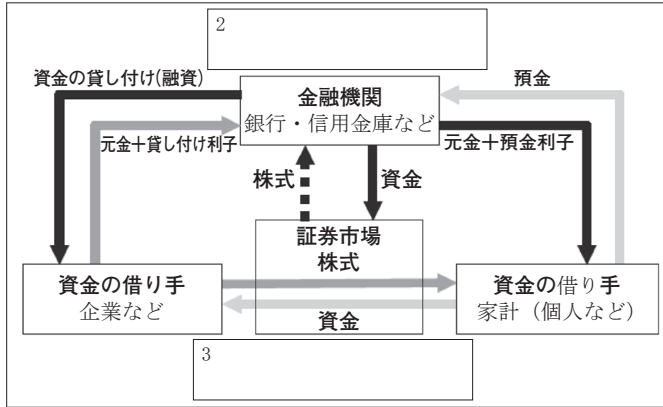 2
資金の貸し付け(融資)
預金
金融機関
銀行・信用金庫など
元金＋貸し付け利子
元金＋預金利子
株式
資金
証券市場
株式
資金の借り手
企業など
資金の借り手
家計（個人など）
資金
3